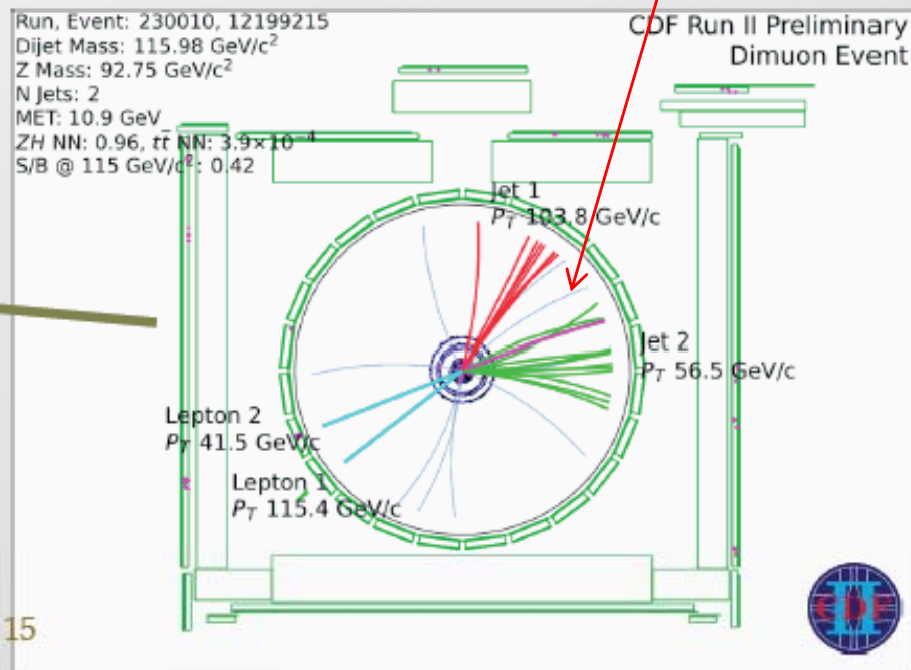 Run, Event: 230010, 12199215
Dijet Mass: 115.98 GeV/c²
Z Mass: 92.75 GeV/c²
N Jets: 2
MET: 10.9 GeV
ZH NN: 0.96, tt̄ NN: 3.9×10⁻⁴
S/B @ 115 GeV/c²: 0.42
CDF Run II Preliminary
Dimuon Event
Jet 1
P_T 103.8 GeV/c
Jet 2
P_T 56.5 GeV/c
Lepton 2
P_T 41.5 GeV/c
Lepton 1
P_T 115.4 GeV/c
15
CDF II